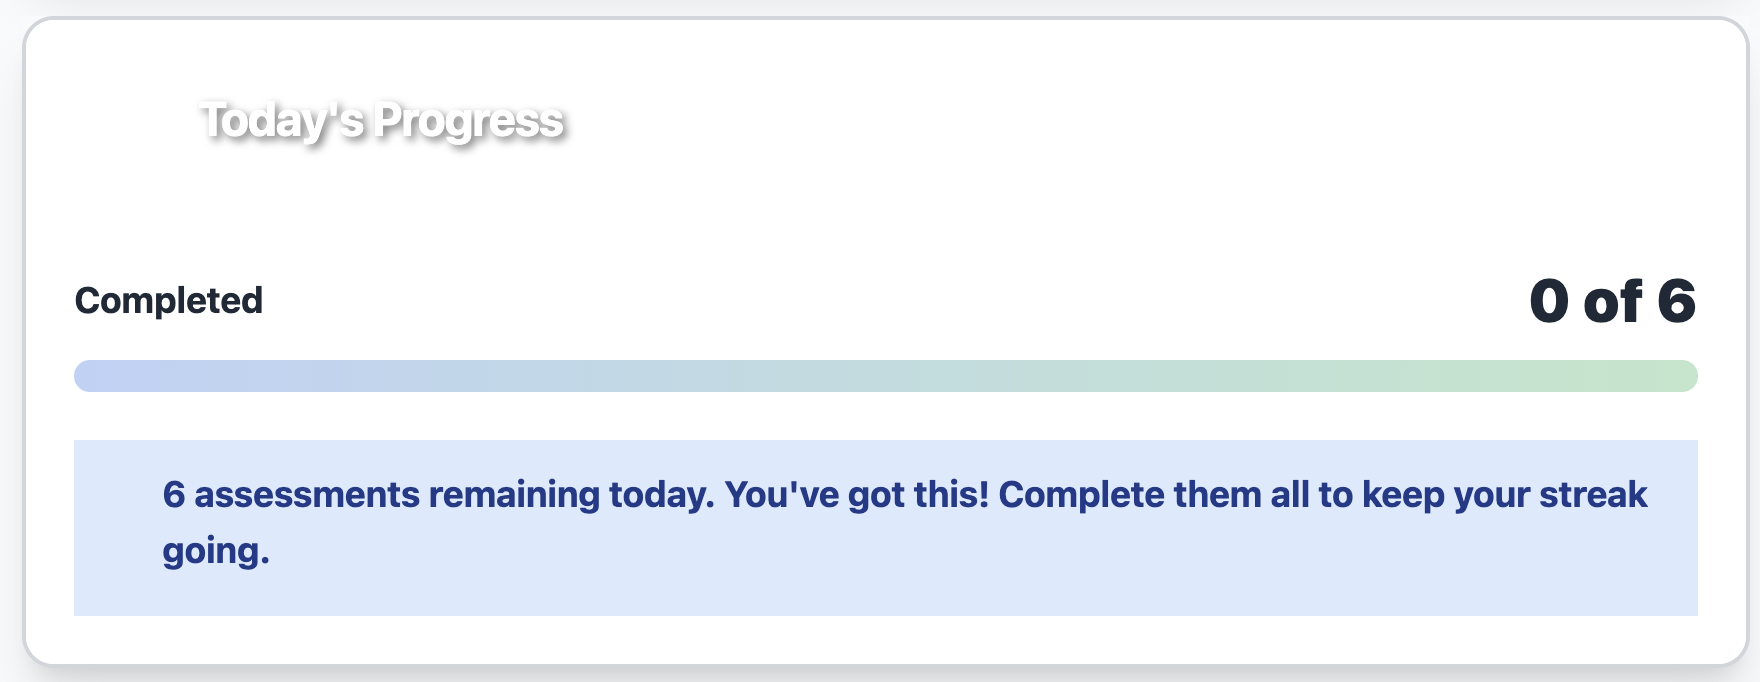 Today's Progress
Completed
0 of 6
6 assessments remaining today. You've got this! Complete them all to keep your streak
going.